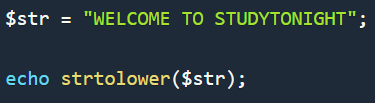 $str = "WELCOME TO STUDYTONIGHT";
echo strtolower($str);